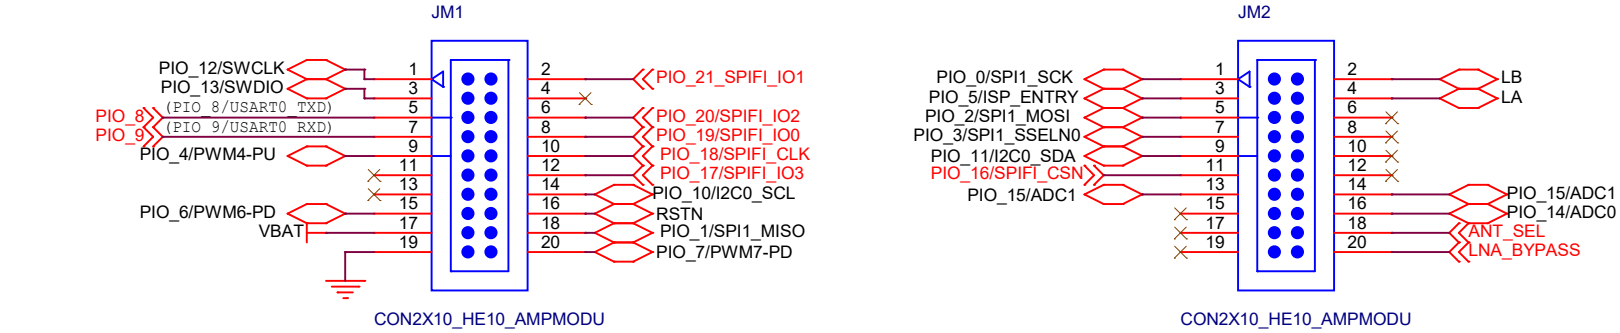 JM1
PIO_12/SWCLK 1 2 PIO_21_SPIFI_IO1
PIO_13/SWDIO 3 4
PIO_8 (PIO_8/USART0_TXD) 5 6 PIO_20/SPIFI_IO2
PIO_9 (PIO_9/USART0_RXD) 7 8 PIO_19/SPIFI_IO0
PIO_4/PWM4-PU 9 10 PIO_18/SPIFI_CLK
11 12 PIO_17/SPIFI_IO3
13 14 PIO_10/I2C0_SCL
PIO_6/PWM6-PD 15 16 RSTN
VBAT 17 18 PIO_1/SPI1_MISO
19 20 PIO_7/PWM7-PD
CON2X10_HE10_AMPMODU
JM2
PIO_0/SPI1_SCK 1 2 LB
PIO_5/ISP_ENTRY 3 4 LA
PIO_2/SPI1_MOSI 5 6
PIO_3/SPI1_SSELN0 7 8
PIO_11/I2C0_SDA 9 10
PIO_16/SPIFI_CSN 11 12
PIO_15/ADC1 13 14 PIO_15/ADC1
15 16 PIO_14/ADC0
17 18 ANT_SEL
19 20 LNA_BYPASS
CON2X10_HE10_AMPMODU